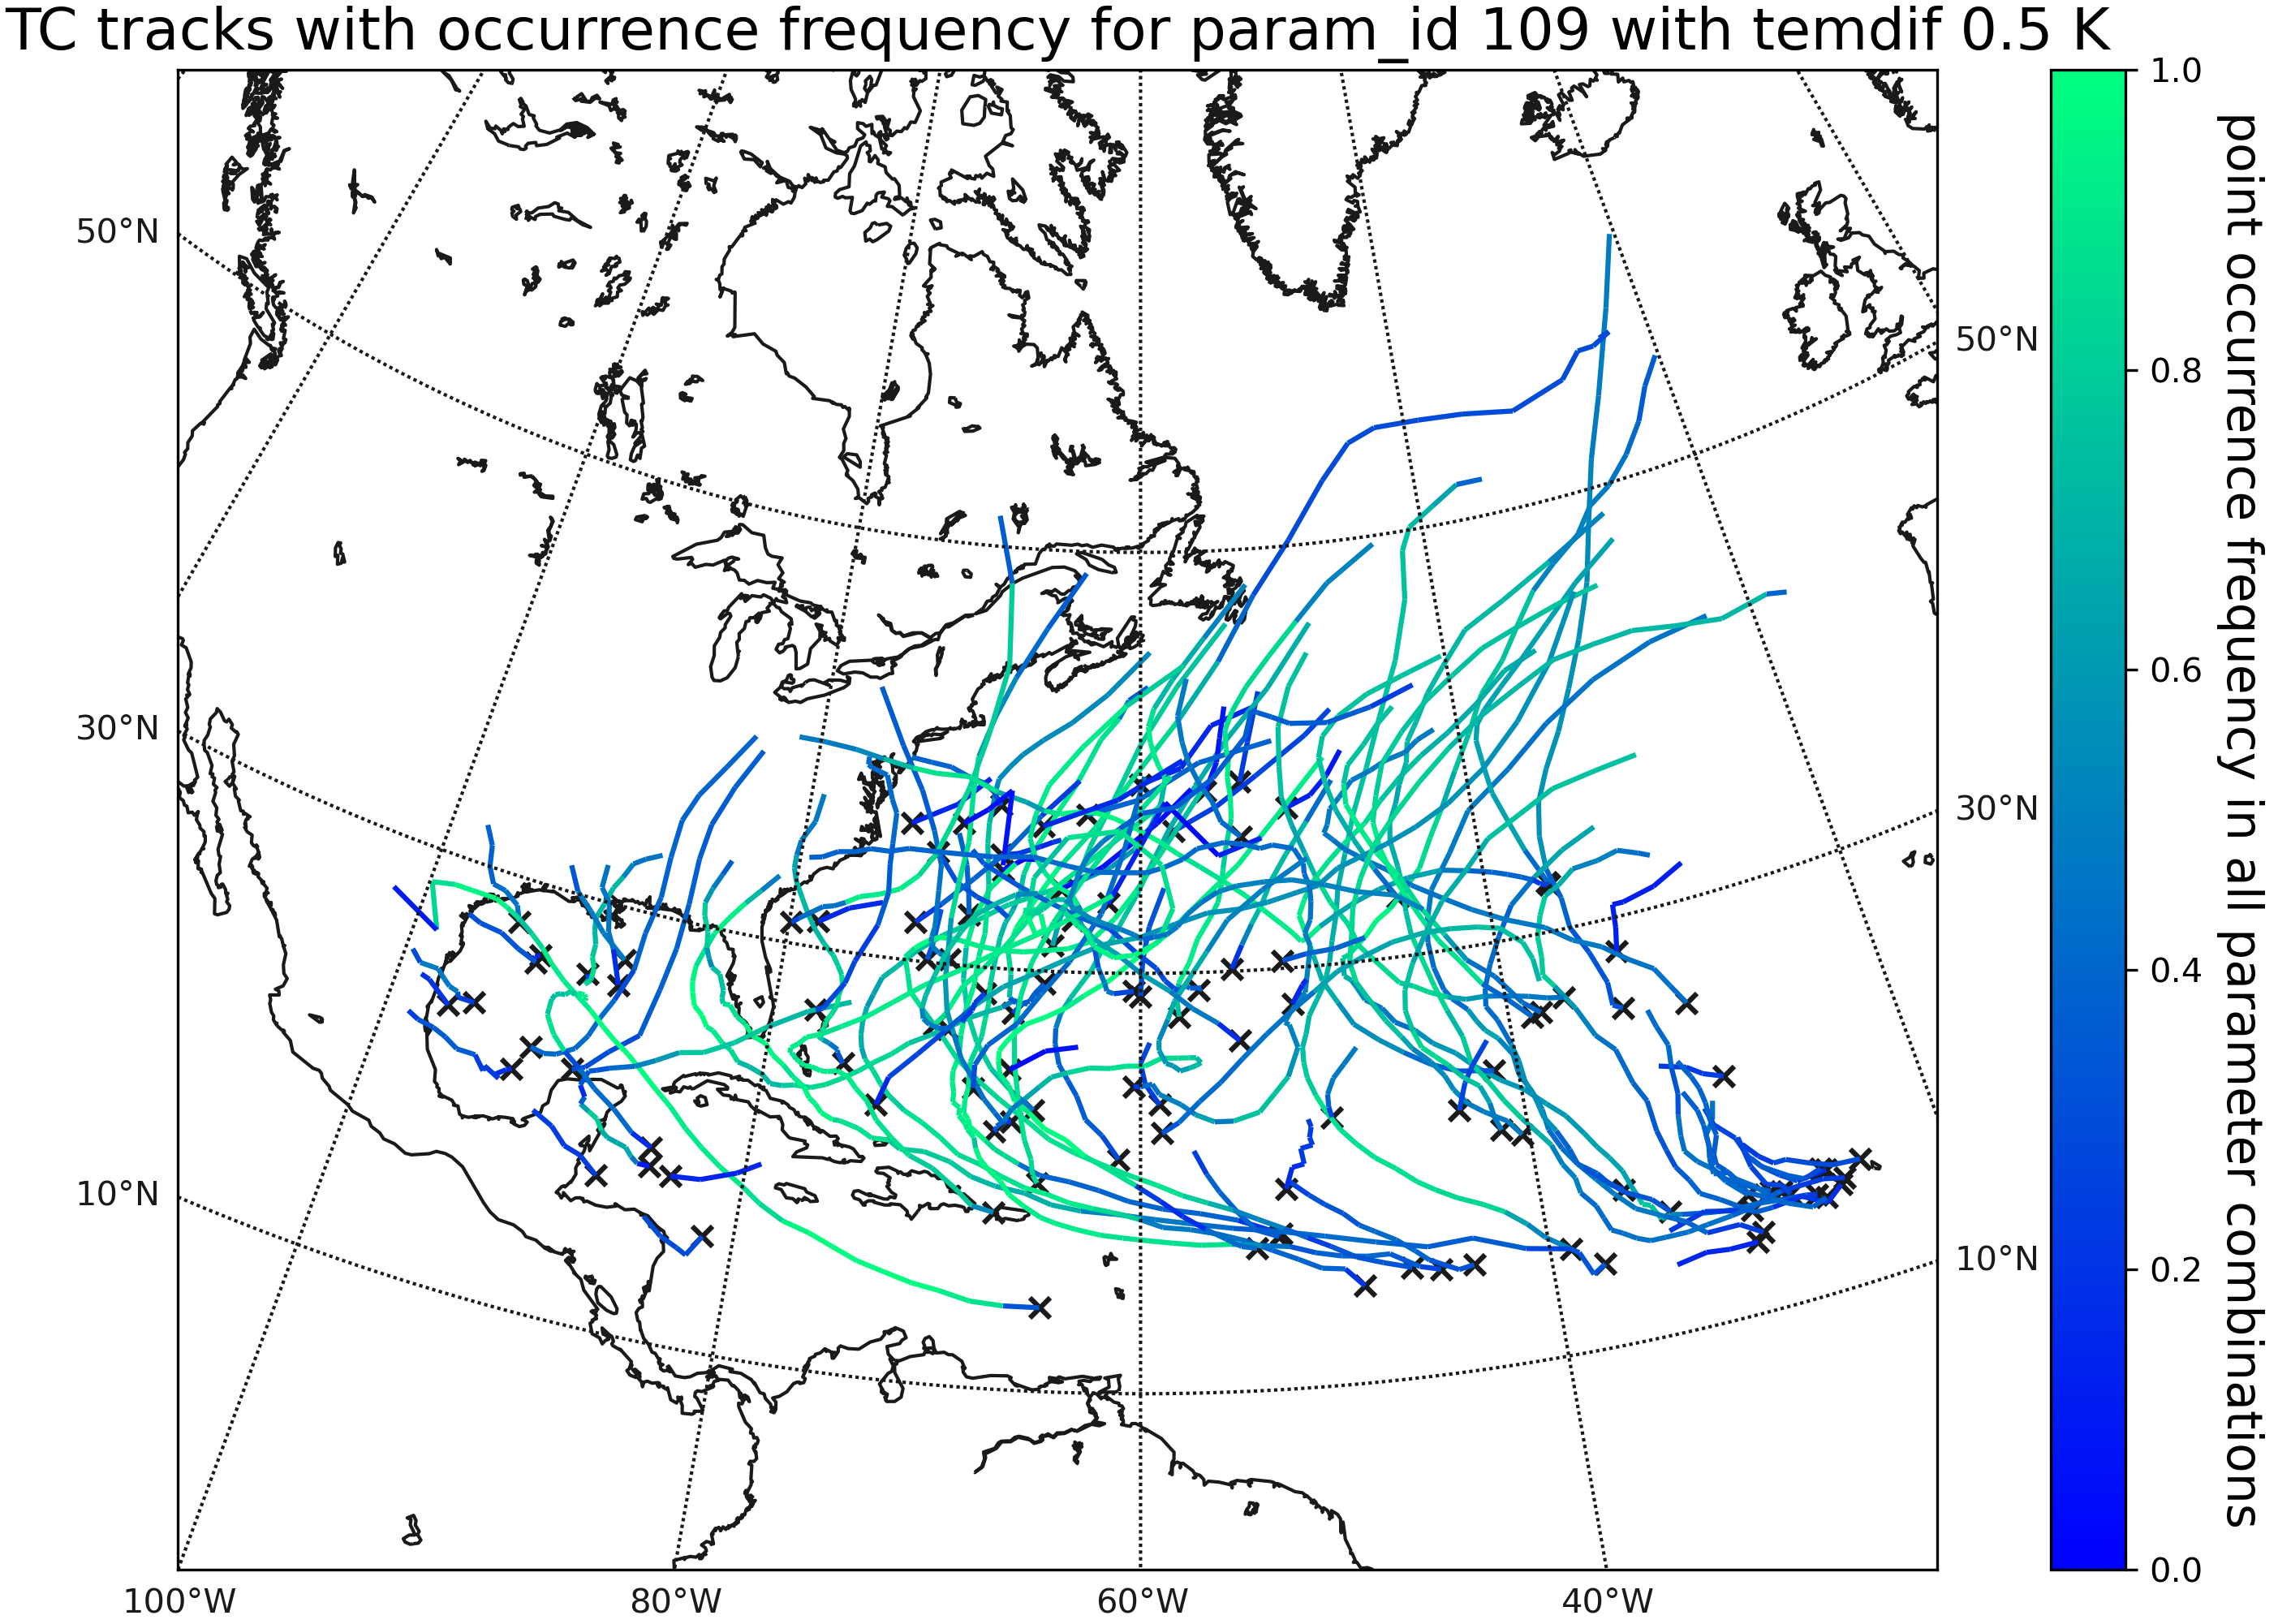 TC tracks with occurrence frequency for param_id 109 with temdif 0.5 K
50°N
30°N
10°N
100°W
80°W
60°W
40°W
50°N
30°N
10°N
1.0
0.8
0.6
0.4
0.2
0.0
point occurrence frequency in all parameter combinations